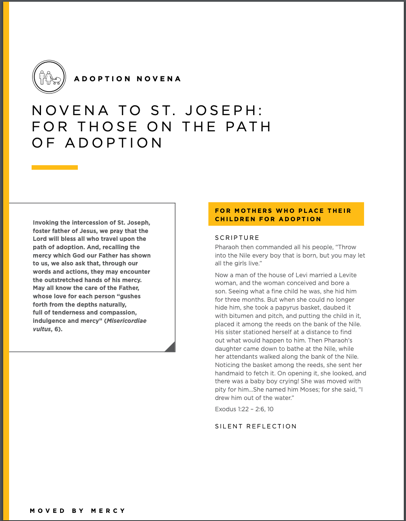 ADOPTION NOVENA
NOVENA TO ST. JOSEPH:
FOR THOSE ON THE PATH
OF ADOPTION
Invoking the intercession of St. Joseph,
foster father of Jesus, we pray that the
Lord will bless all who travel upon the
path of adoption. And, recalling the
mercy which God our Father has shown
to us, we also ask that, through our
words and actions, they may encounter
the outstretched hands of his mercy.
May all know the care of the Father,
whose love for each person “gushes
forth from the depths naturally,
full of tenderness and compassion,
indulgence and mercy” (Misericordiae
vultus, 6).
FOR MOTHERS WHO PLACE THEIR
CHILDREN FOR ADOPTION
SCRIPTURE
Pharaoh then commanded all his people, “Throw
into the Nile every boy that is born, but you may let
all the girls live.”
Now a man of the house of Levi married a Levite
woman, and the woman conceived and bore a
son. Seeing what a fine child he was, she hid him
for three months. But when she could no longer
hide him, she took a papyrus basket, daubed it
with bitumen and pitch, and putting the child in it,
placed it among the reeds on the bank of the Nile.
His sister stationed herself at a distance to find
out what would happen to him. Then Pharaoh’s
daughter came down to bathe at the Nile, while
her attendants walked along the bank of the Nile.
Noticing the basket among the reeds, she sent her
handmaid to fetch it. On opening it, she looked, and
there was a baby boy crying! She was moved with
pity for him...She named him Moses; for she said, “I
drew him out of the water.”
Exodus 1:22 – 2:6, 10
SILENT REFLECTION
MOVED BY MERCY